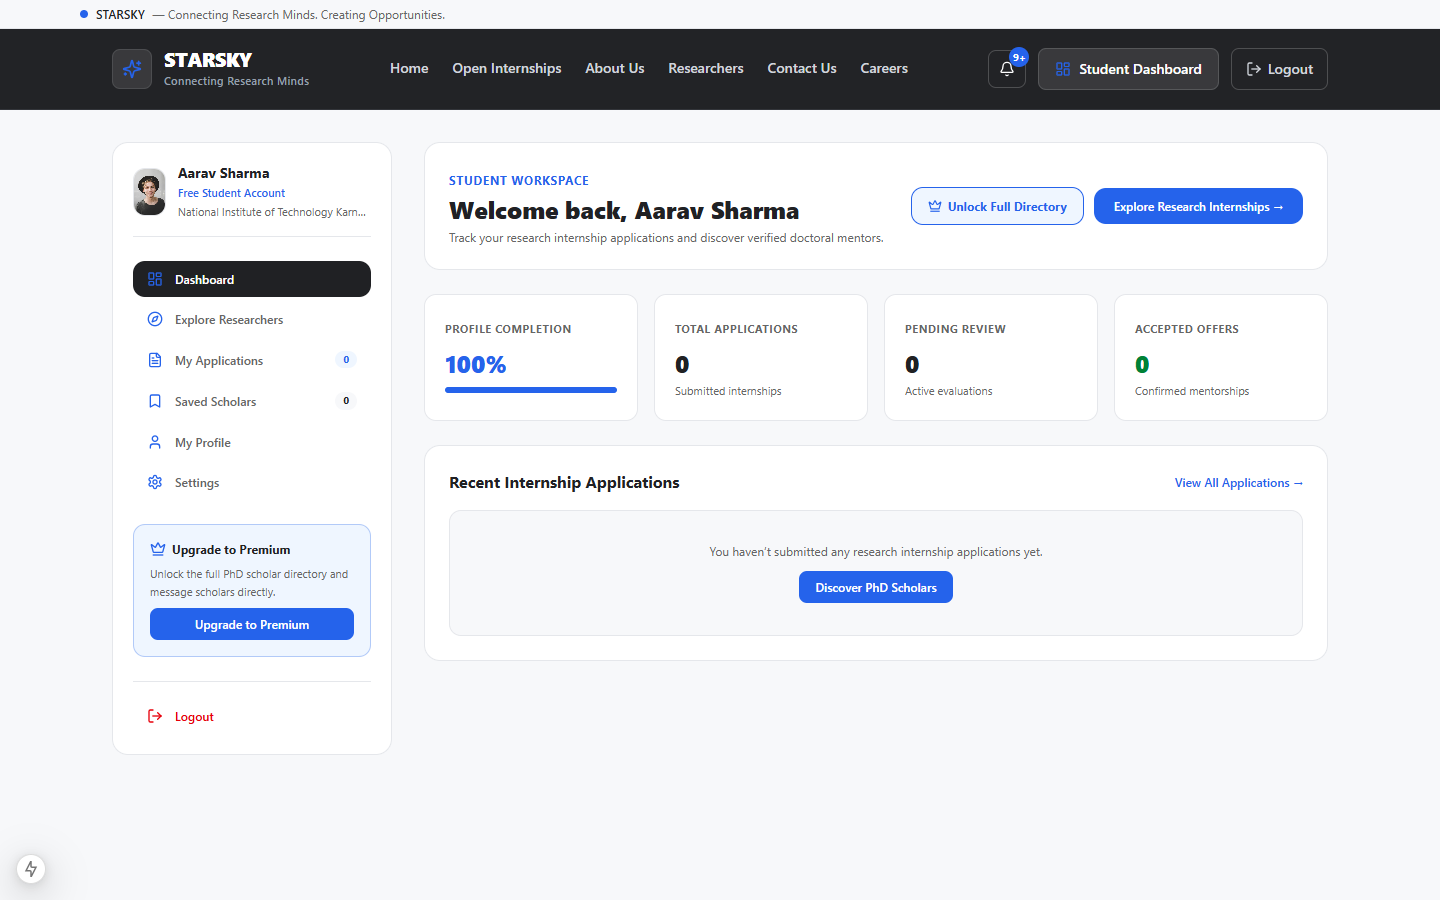 STARSKY — Connecting Research Minds. Creating Opportunities.
STARSKY
Connecting Research Minds
Home
Open Internships
About Us
Researchers
Contact Us
Careers
9+
Student Dashboard
Logout
Aarav Sharma
Free Student Account
National Institute of Technology Karn...
Dashboard
Explore Researchers
My Applications 0
Saved Scholars 0
My Profile
Settings
Upgrade to Premium
Unlock the full PhD scholar directory and
message scholars directly.
Upgrade to Premium
Logout
STUDENT WORKSPACE
Welcome back, Aarav Sharma
Track your research internship applications and discover verified doctoral mentors.
Unlock Full Directory
Explore Research Internships →
PROFILE COMPLETION
100%
TOTAL APPLICATIONS
0
Submitted internships
PENDING REVIEW
0
Active evaluations
ACCEPTED OFFERS
0
Confirmed mentorships
Recent Internship Applications
View All Applications →
You haven't submitted any research internship applications yet.
Discover PhD Scholars